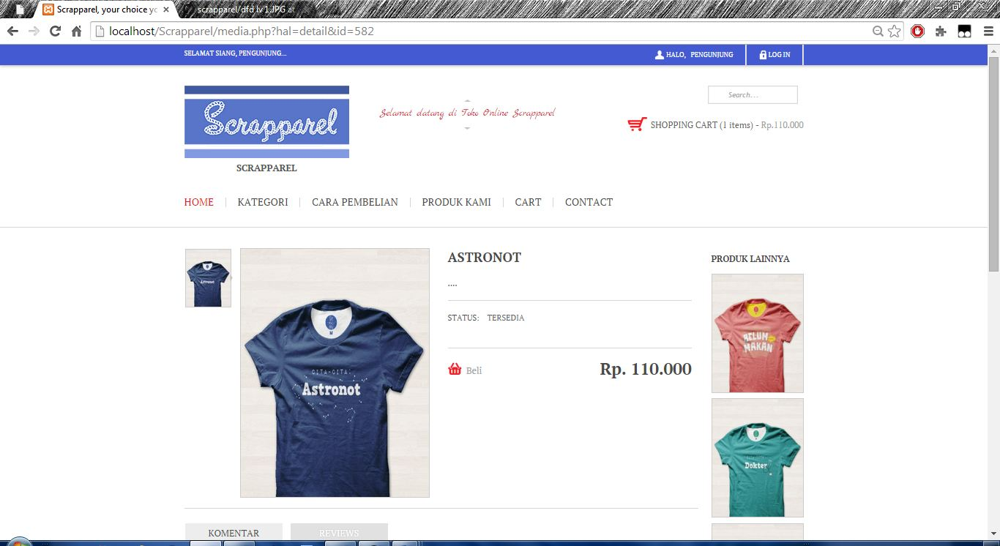 Scrapparel, your choice yo
scrapparel/dfd lv 1.JPG at
localhost/Scrapparel/media.php?hal=detail&id=582
SELAMAT SIANG, PENGUNJUNG...
HALO, PENGUNJUNG
LOG IN
Scrapparel
SCRAPPAREL
Selamat datang di Toko Online Scrapparel
Search...
SHOPPING CART (1 items) - Rp.110.000
HOME
KATEGORI
CARA PEMBELIAN
PRODUK KAMI
CART
CONTACT
Astronot
M
CITA-CITA:
Astronot
ASTRONOT
....
STATUS: TERSEDIA
Beli
Rp. 110.000
PRODUK LAINNYA
BELUM
MAKAN
Dokter
KOMENTAR
REVIEWS